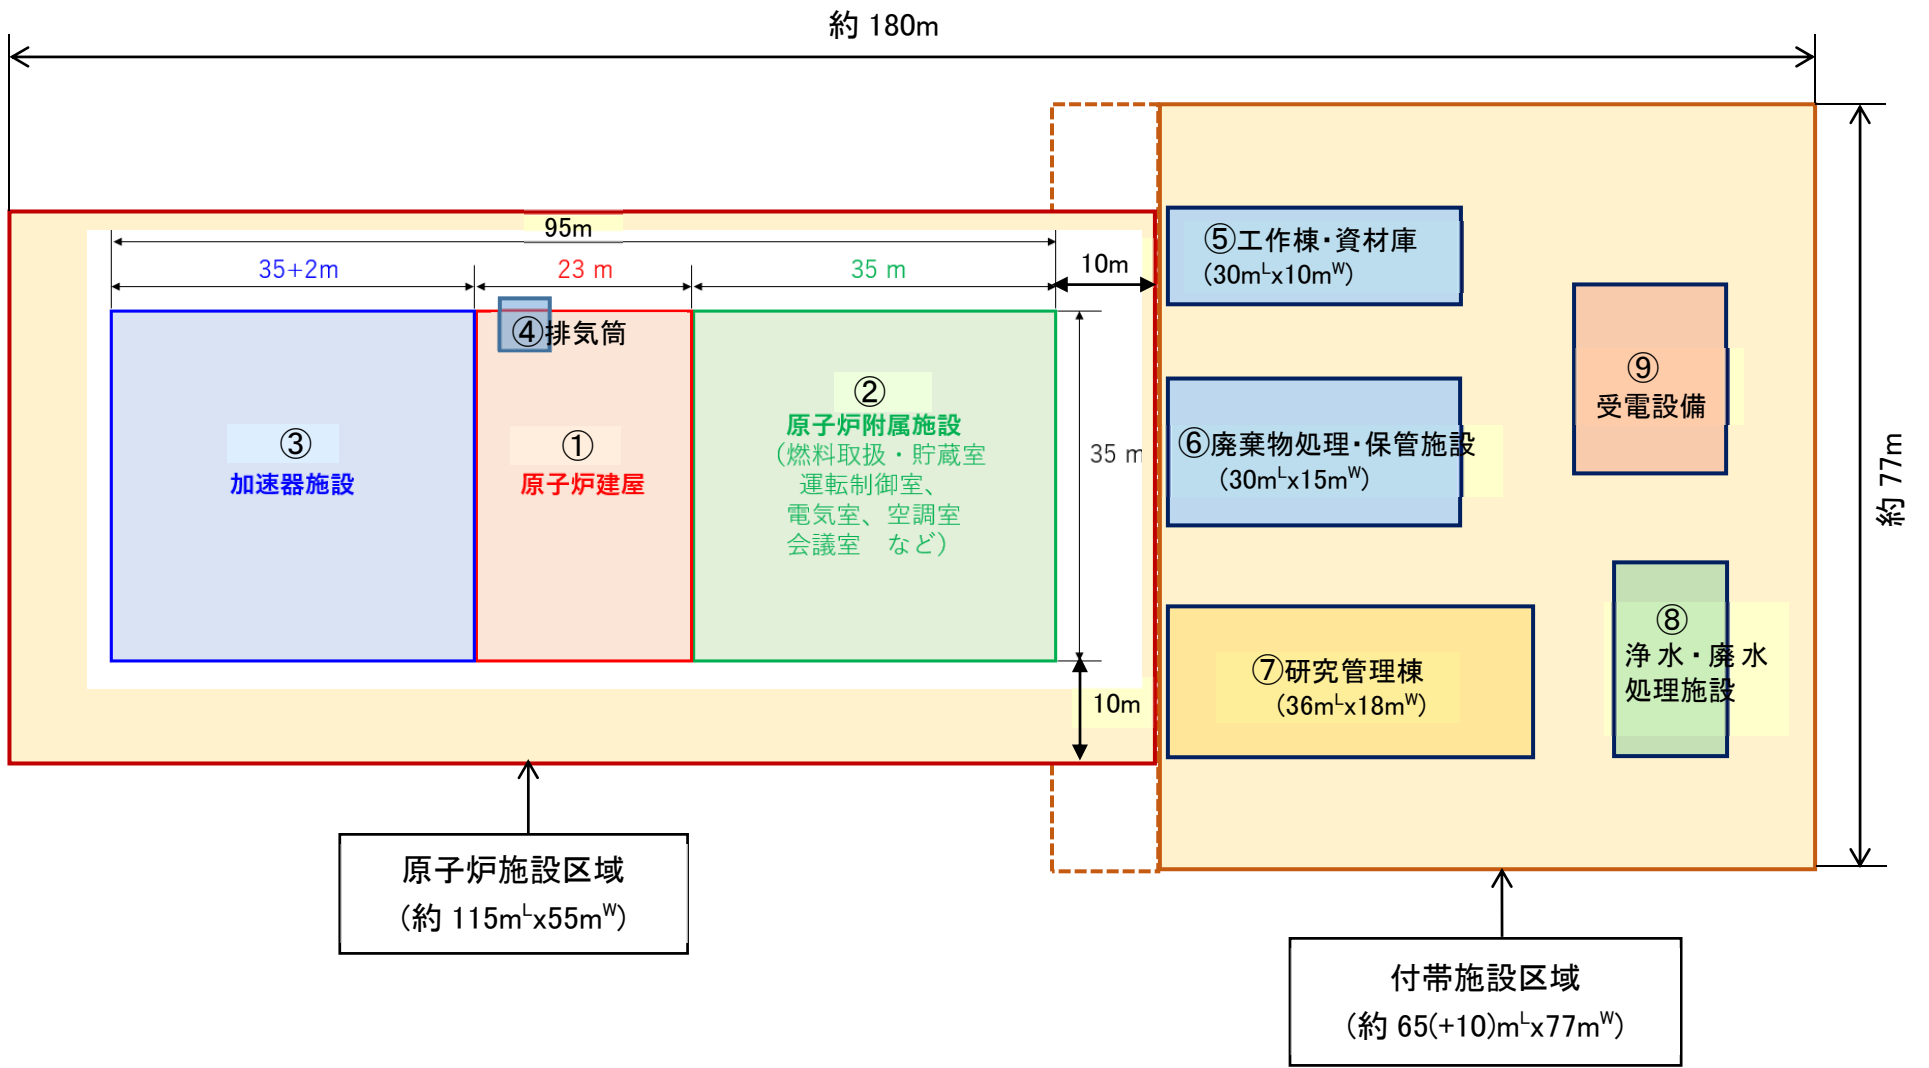 約 180m
95m
35+2m
23 m
35 m
10m
④排気筒
③
加速器施設
①
原子炉建屋
②
原子炉附属施設
(燃料取扱・貯蔵室
運転制御室、
電気室、空調室
会議室　など)
35 m
10m
⑤工作棟・資材庫
(30mᴸx10mᵂ)
⑥廃棄物処理・保管施設
(30mᴸx15mᵂ)
⑦研究管理棟
(36mᴸx18mᵂ)
⑨
受電設備
⑧
浄水・廃水
処理施設
約 77m
原子炉施設区域
(約 115mᴸx55mᵂ)
付帯施設区域
(約 65(+10)mᴸx77mᵂ)